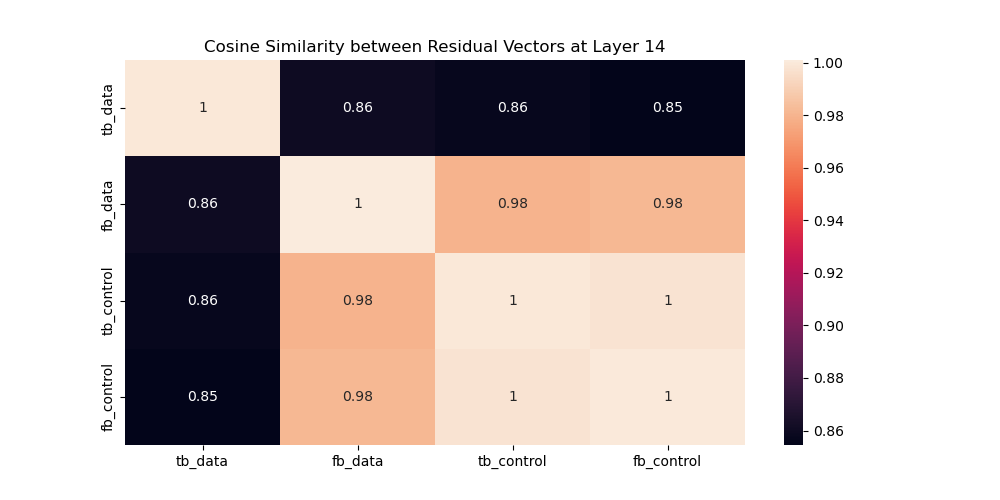 Cosine Similarity between Residual Vectors at Layer 14
tb_data 1 0.86 0.86 0.85
fb_data 0.86 1 0.98 0.98
tb_control 0.86 0.98 1 1
fb_control 0.85 0.98 1 1
tb_data fb_data tb_control fb_control
1.00
0.98
0.96
0.94
0.92
0.90
0.88
0.86